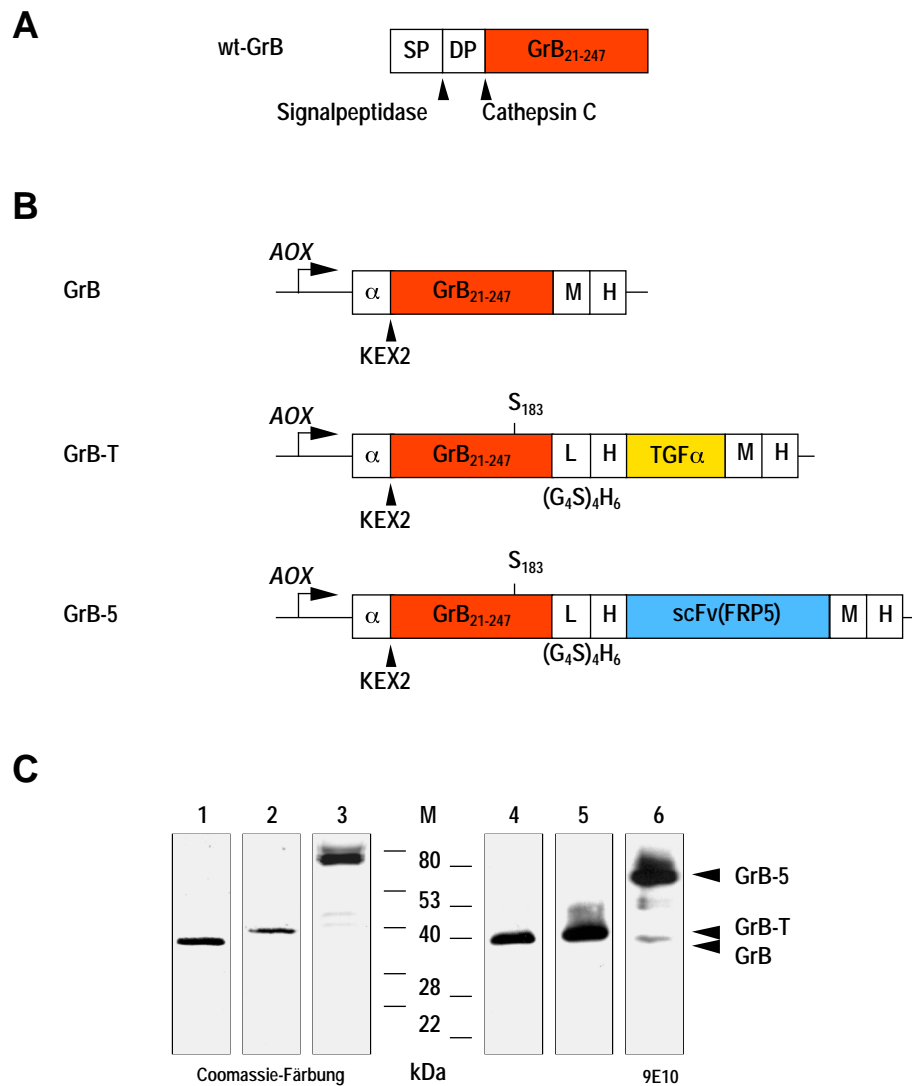 A
wt-GrB
SP DP GrB21-247
Signalpeptidase Cathepsin C
B
AOX
GrB
α GrB21-247 M H
KEX2
S183
AOX
GrB-T
α GrB21-247 L H TGFα M H
(G4S)4H6
KEX2
S183
AOX
GrB-5
α GrB21-247 L H scFv(FRP5) M H
(G4S)4H6
KEX2
C
1 2 3 M 4 5 6
80
GrB-5
53
GrB-T
40
GrB
28
22
Coomassie-Färbung kDa 9E10